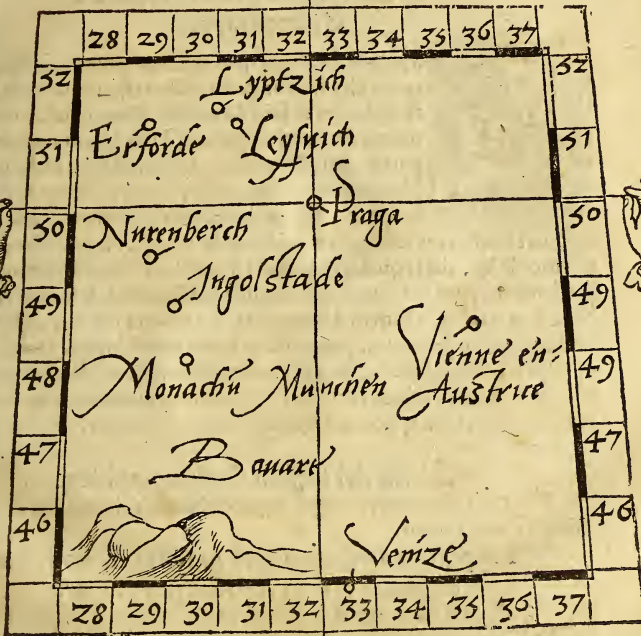 28 29 30 31 32 33 34 35 36 37
52 52
Lyptzich
Erforde Leysnich
51 51
50 Praga 50
Nurenberch
Ingolstade
49 49
Vienne en=
48 Monachū Munchen Austrice 49
47 Bavare 47
46 46
Venize
28 29 30 31 32 33 34 35 36 37